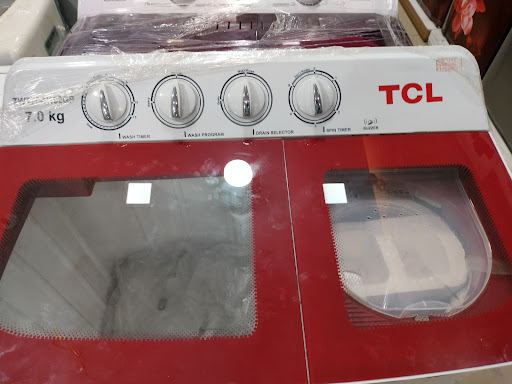 TCL
7.0 kg
WASH TIMER
WASH PROGRAM
DRAIN SELECTOR
SPIN TIMER
BUZZER